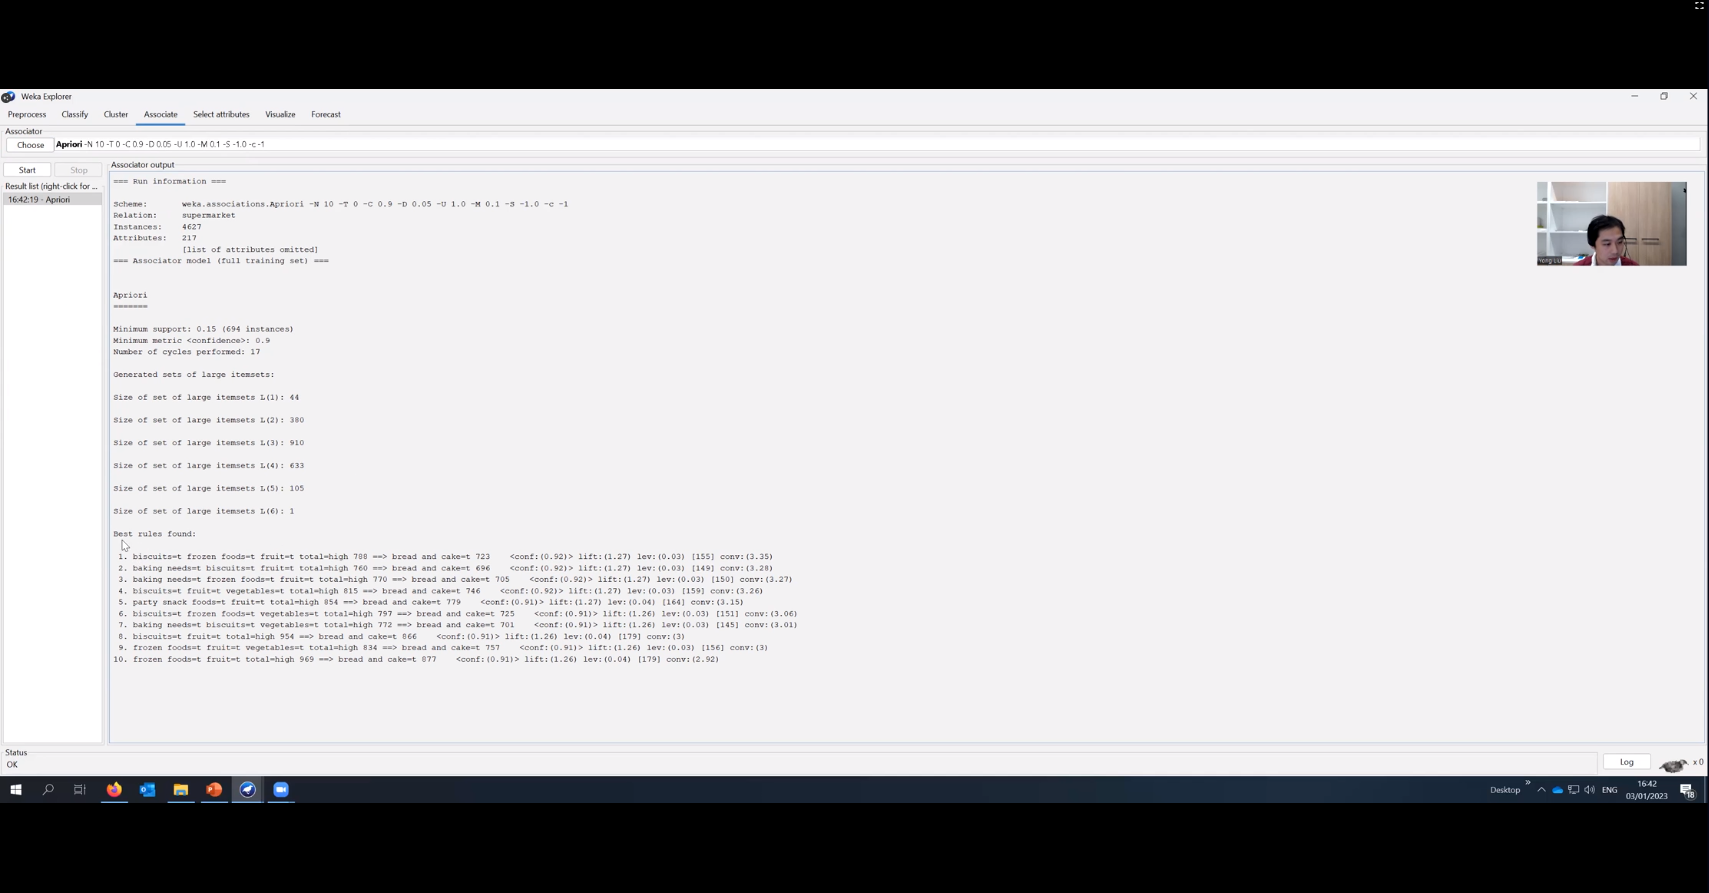 Weka Explorer
Preprocess Classify Cluster Associate Select attributes Visualize Forecast
Associator
Choose Apriori -N 10 -T 0 -C 0.9 -D 0.05 -U 1.0 -M 0.1 -S -1.0 -c -1
Start Stop
Result list (right-click for ...
16:42:19 - Apriori
Associator output
=== Run information ===
Scheme: weka.associations.Apriori -N 10 -T 0 -C 0.9 -D 0.05 -U 1.0 -M 0.1 -S -1.0 -c -1
Relation: supermarket
Instances: 4627
Attributes: 217
[list of attributes omitted]
=== Associator model (full training set) ===
Apriori
=======
Minimum support: 0.15 (694 instances)
Minimum metric <confidence>: 0.9
Number of cycles performed: 17
Generated sets of large itemsets:
Size of set of large itemsets L(1): 44
Size of set of large itemsets L(2): 380
Size of set of large itemsets L(3): 910
Size of set of large itemsets L(4): 633
Size of set of large itemsets L(5): 105
Size of set of large itemsets L(6): 1
Best rules found:
1. biscuits=t frozen foods=t fruit=t total=high 788 ==> bread and cake=t 723 <conf:(0.92)> lift:(1.27) lev:(0.03) [155] conv:(3.35)
2. baking needs=t biscuits=t fruit=t total=high 760 ==> bread and cake=t 696 <conf:(0.92)> lift:(1.27) lev:(0.03) [149] conv:(3.28)
3. baking needs=t frozen foods=t fruit=t total=high 770 ==> bread and cake=t 705 <conf:(0.92)> lift:(1.27) lev:(0.03) [150] conv:(3.27)
4. biscuits=t fruit=t vegetables=t total=high 815 ==> bread and cake=t 746 <conf:(0.92)> lift:(1.27) lev:(0.03) [159] conv:(3.26)
5. party snack foods=t fruit=t total=high 854 ==> bread and cake=t 779 <conf:(0.91)> lift:(1.27) lev:(0.04) [164] conv:(3.15)
6. biscuits=t frozen foods=t vegetables=t total=high 797 ==> bread and cake=t 725 <conf:(0.91)> lift:(1.26) lev:(0.03) [151] conv:(3.06)
7. baking needs=t biscuits=t vegetables=t total=high 772 ==> bread and cake=t 701 <conf:(0.91)> lift:(1.26) lev:(0.03) [145] conv:(3.01)
8. biscuits=t fruit=t total=high 954 ==> bread and cake=t 866 <conf:(0.91)> lift:(1.26) lev:(0.04) [179] conv:(3)
9. frozen foods=t fruit=t vegetables=t total=high 834 ==> bread and cake=t 757 <conf:(0.91)> lift:(1.26) lev:(0.03) [156] conv:(3)
10. frozen foods=t fruit=t total=high 969 ==> bread and cake=t 877 <conf:(0.91)> lift:(1.26) lev:(0.04) [179] conv:(2.92)
Yong Liu
Status
OK
Log x 0
Desktop ENG 16:42
03/01/2023
18